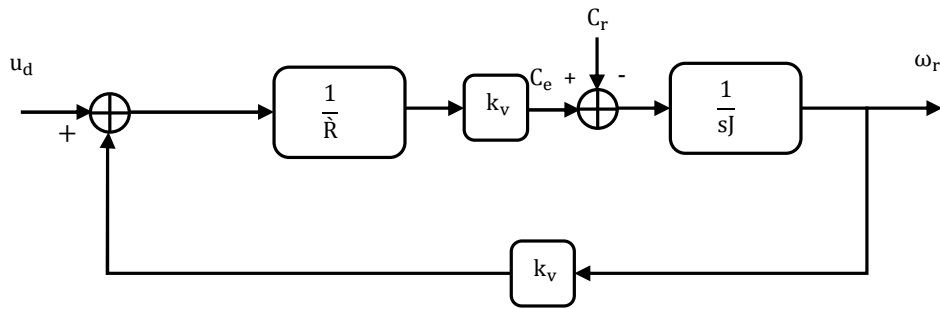 C_r
u_d
ω_r
+
1
R̀
k_v
C_e + -
1
sJ
k_v